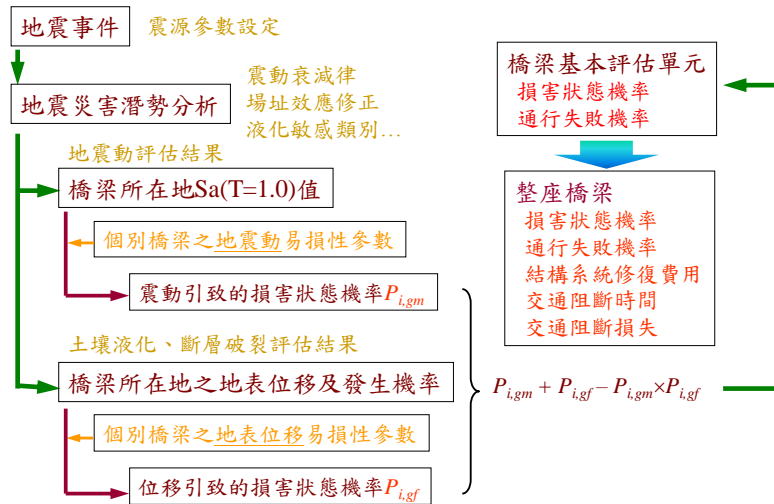 地震事件
震源參數設定
地震災害潛勢分析
震動衰減律
場址效應修正
液化敏感類別…
地震動評估結果
橋梁所在地Sa(T=1.0)值
個別橋梁之地震動易損性參數
震動引致的損害狀態機率Pi,gm
土壤液化、斷層破裂評估結果
橋梁所在地之地表位移及發生機率
個別橋梁之地表位移易損性參數
位移引致的損害狀態機率Pi,gf
Pi,gm + Pi,gf – Pi,gm×Pi,gf
橋梁基本評估單元
損害狀態機率
通行失敗機率
整座橋梁
損害狀態機率
通行失敗機率
結構系統修復費用
交通阻斷時間
交通阻斷損失